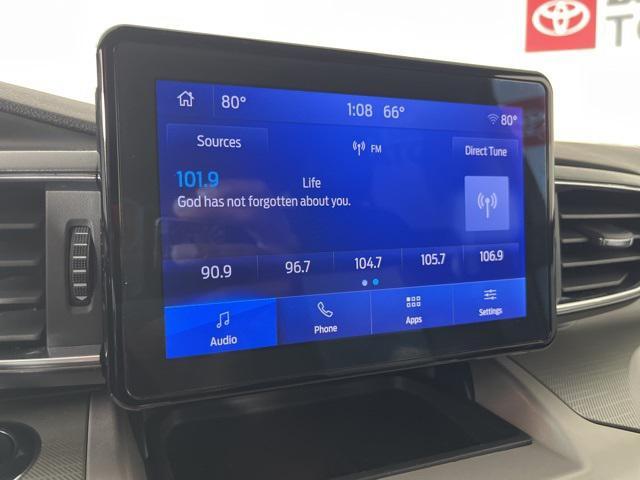 80° 1:08 66° 80°
Sources FM Direct Tune
101.9 Life
God has not forgotten about you.
90.9 96.7 104.7 105.7 106.9
Audio Phone Apps Settings